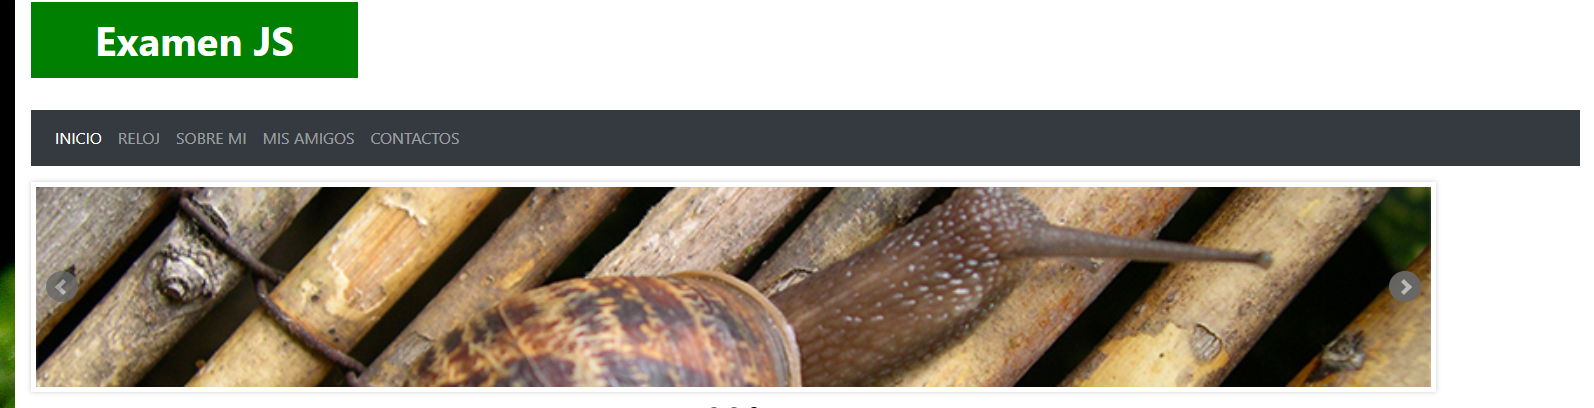 Examen JS
INICIO RELOJ SOBRE MI MIS AMIGOS CONTACTOS